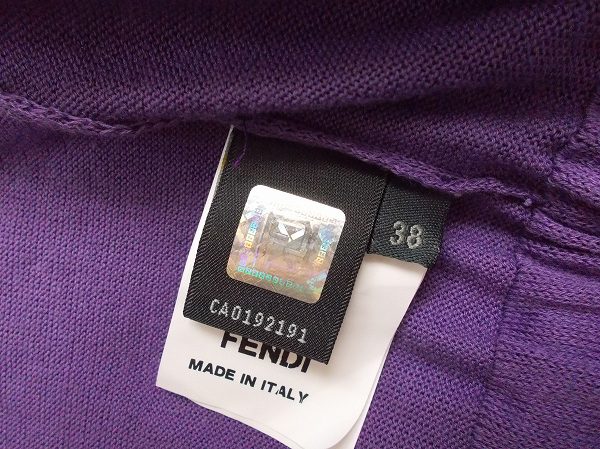 38
CA0192191
FENDI
MADE IN ITALY